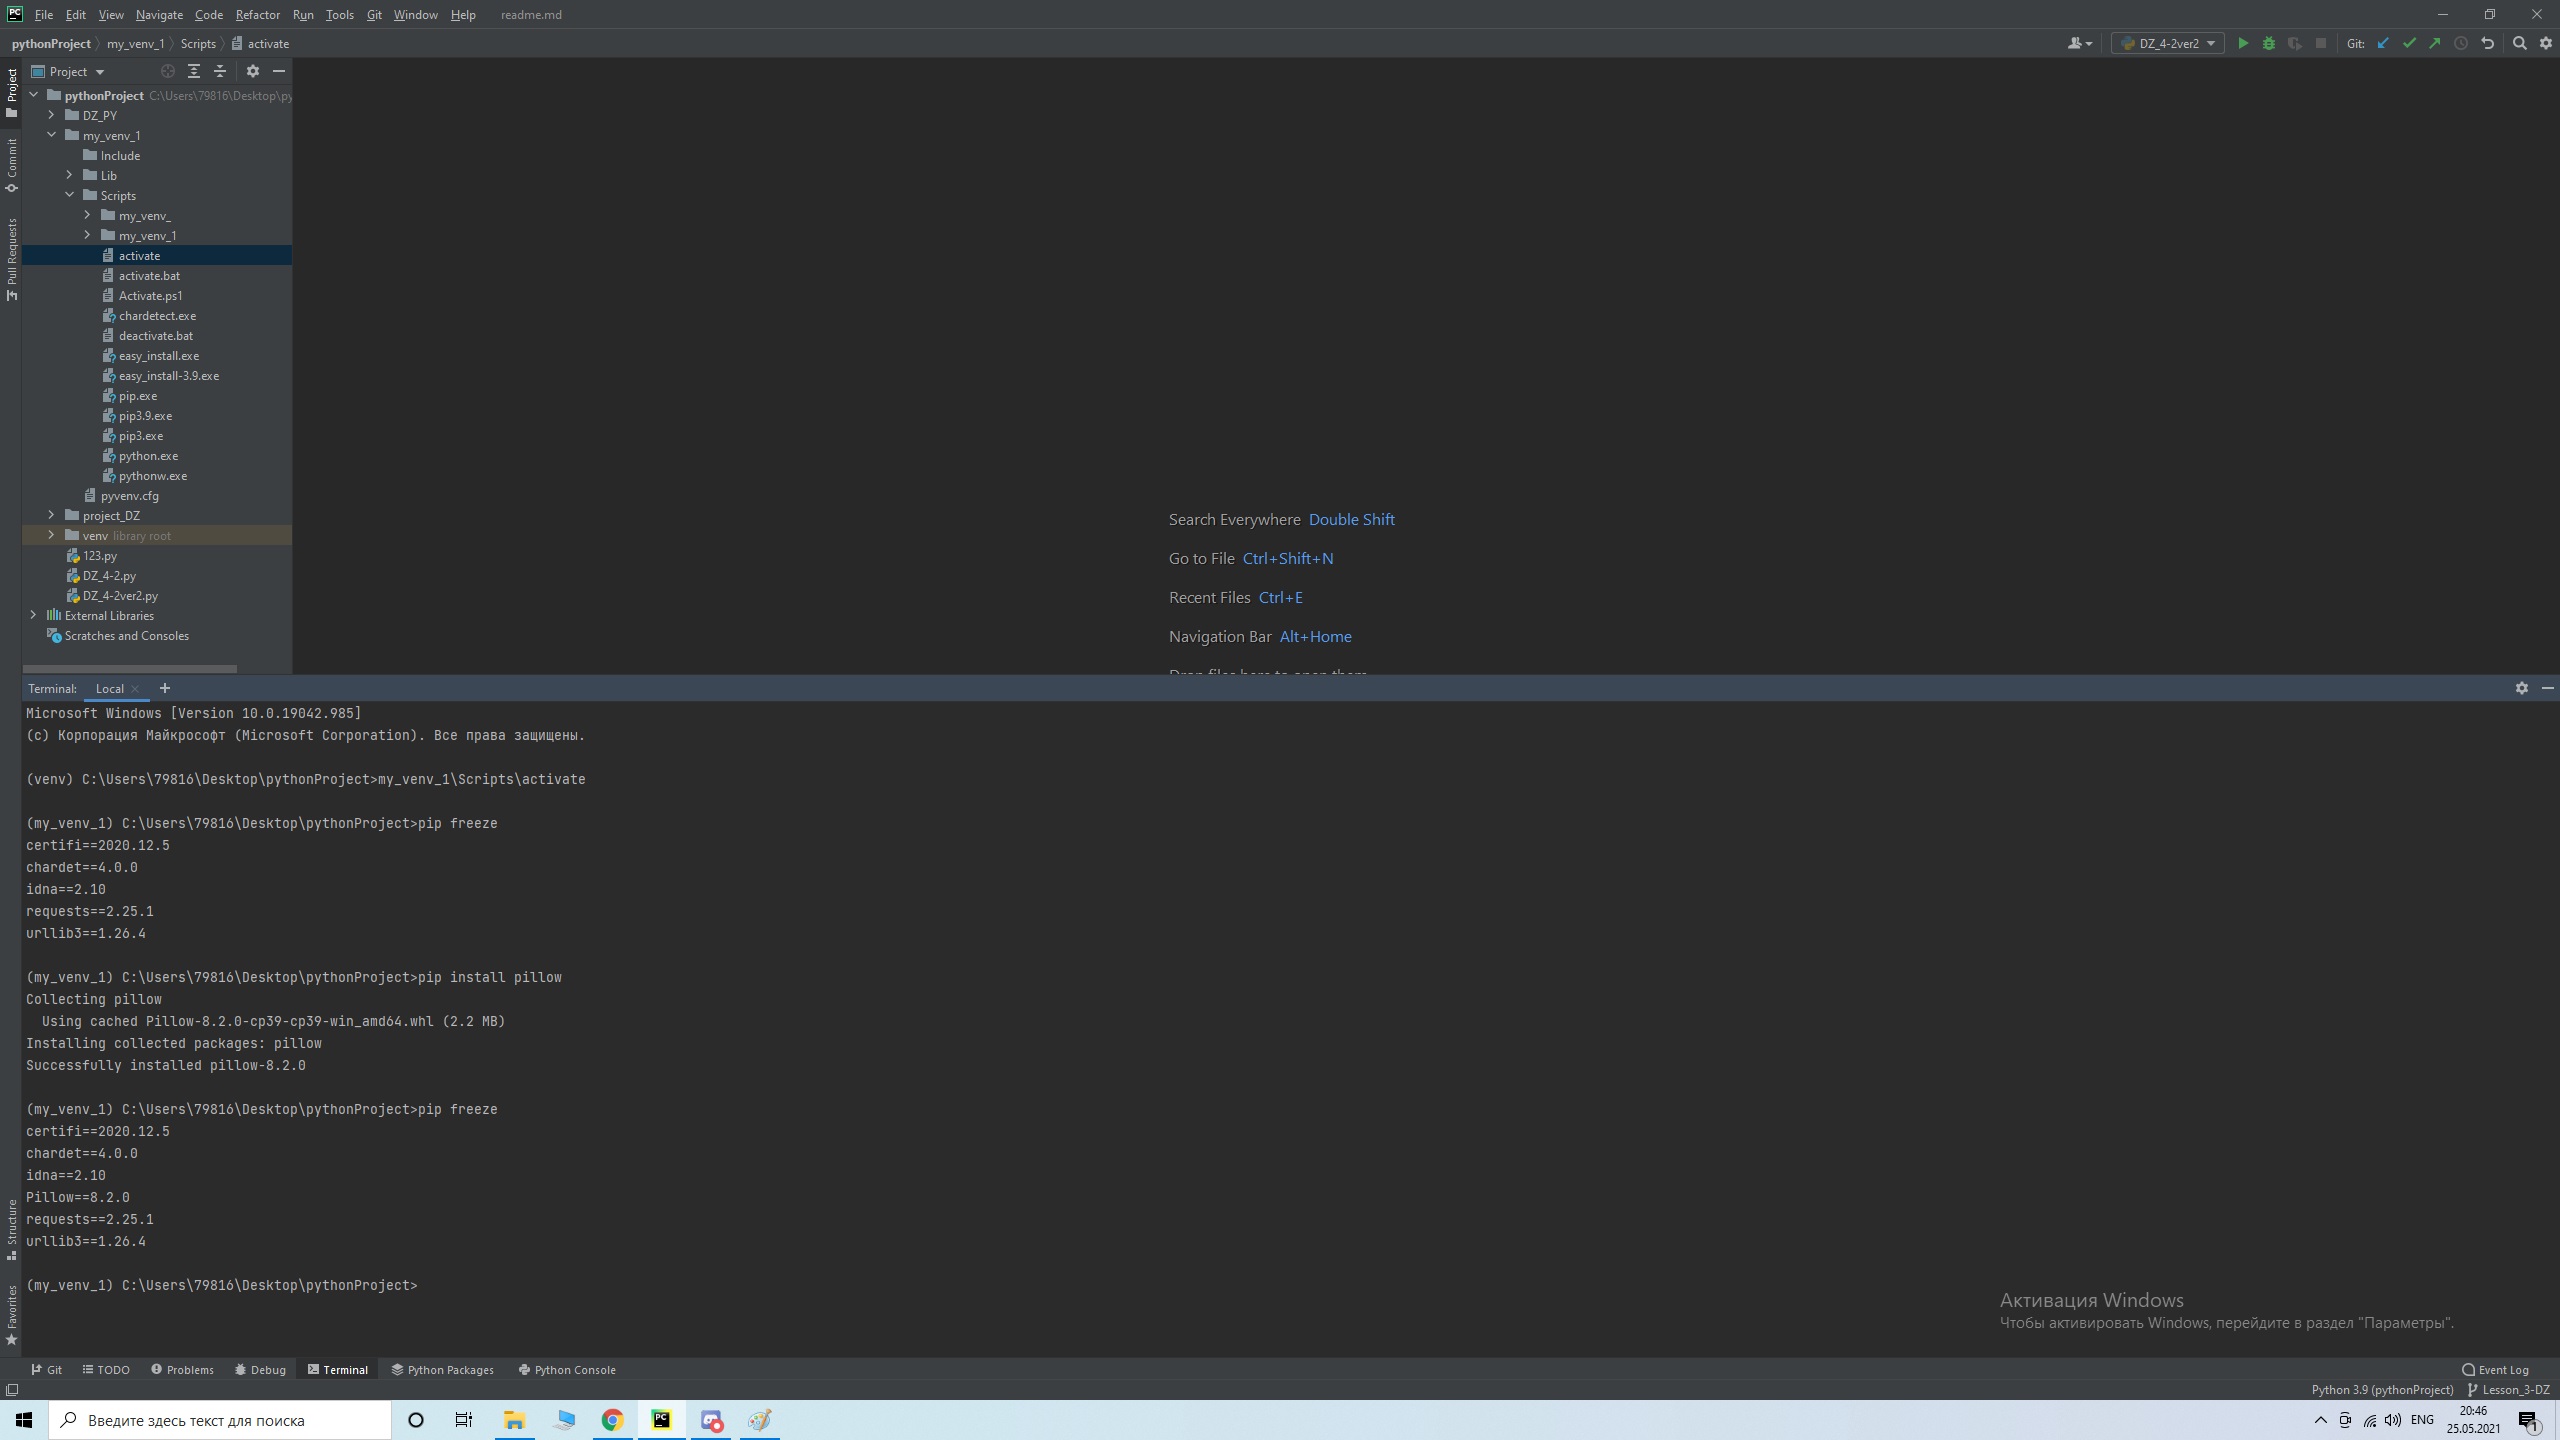 PC File Edit View Navigate Code Refactor Run Tools Git Window Help readme.md
pythonProject my_venv_1 Scripts activate
DZ_4-2ver2 Git:
Project
pythonProject C:\Users\79816\Desktop\py
DZ_PY
my_venv_1
Include
Lib
Scripts
my_venv_
my_venv_1
activate
activate.bat
Activate.ps1
chardetect.exe
deactivate.bat
easy_install.exe
easy_install-3.9.exe
pip.exe
pip3.9.exe
pip3.exe
python.exe
pythonw.exe
pyvenv.cfg
project_DZ
venv library root
123.py
DZ_4-2.py
DZ_4-2ver2.py
External Libraries
Scratches and Consoles
Project
Commit
Pull Requests
Structure
Favorites
Search Everywhere Double Shift
Go to File Ctrl+Shift+N
Recent Files Ctrl+E
Navigation Bar Alt+Home
Drop files here to open them
Terminal: Local
Microsoft Windows [Version 10.0.19042.985]
(c) Корпорация Майкрософт (Microsoft Corporation). Все права защищены.
(venv) C:\Users\79816\Desktop\pythonProject>my_venv_1\Scripts\activate
(my_venv_1) C:\Users\79816\Desktop\pythonProject>pip freeze
certifi==2020.12.5
chardet==4.0.0
idna==2.10
requests==2.25.1
urllib3==1.26.4
(my_venv_1) C:\Users\79816\Desktop\pythonProject>pip install pillow
Collecting pillow
Using cached Pillow-8.2.0-cp39-cp39-win_amd64.whl (2.2 MB)
Installing collected packages: pillow
Successfully installed pillow-8.2.0
(my_venv_1) C:\Users\79816\Desktop\pythonProject>pip freeze
certifi==2020.12.5
chardet==4.0.0
idna==2.10
Pillow==8.2.0
requests==2.25.1
urllib3==1.26.4
(my_venv_1) C:\Users\79816\Desktop\pythonProject>
Активация Windows
Чтобы активировать Windows, перейдите в раздел "Параметры".
Git TODO Problems Debug Terminal Python Packages Python Console Event Log
Python 3.9 (pythonProject) Lesson_3-DZ
Введите здесь текст для поиска
PC
ENG
20:46
25.05.2021
1